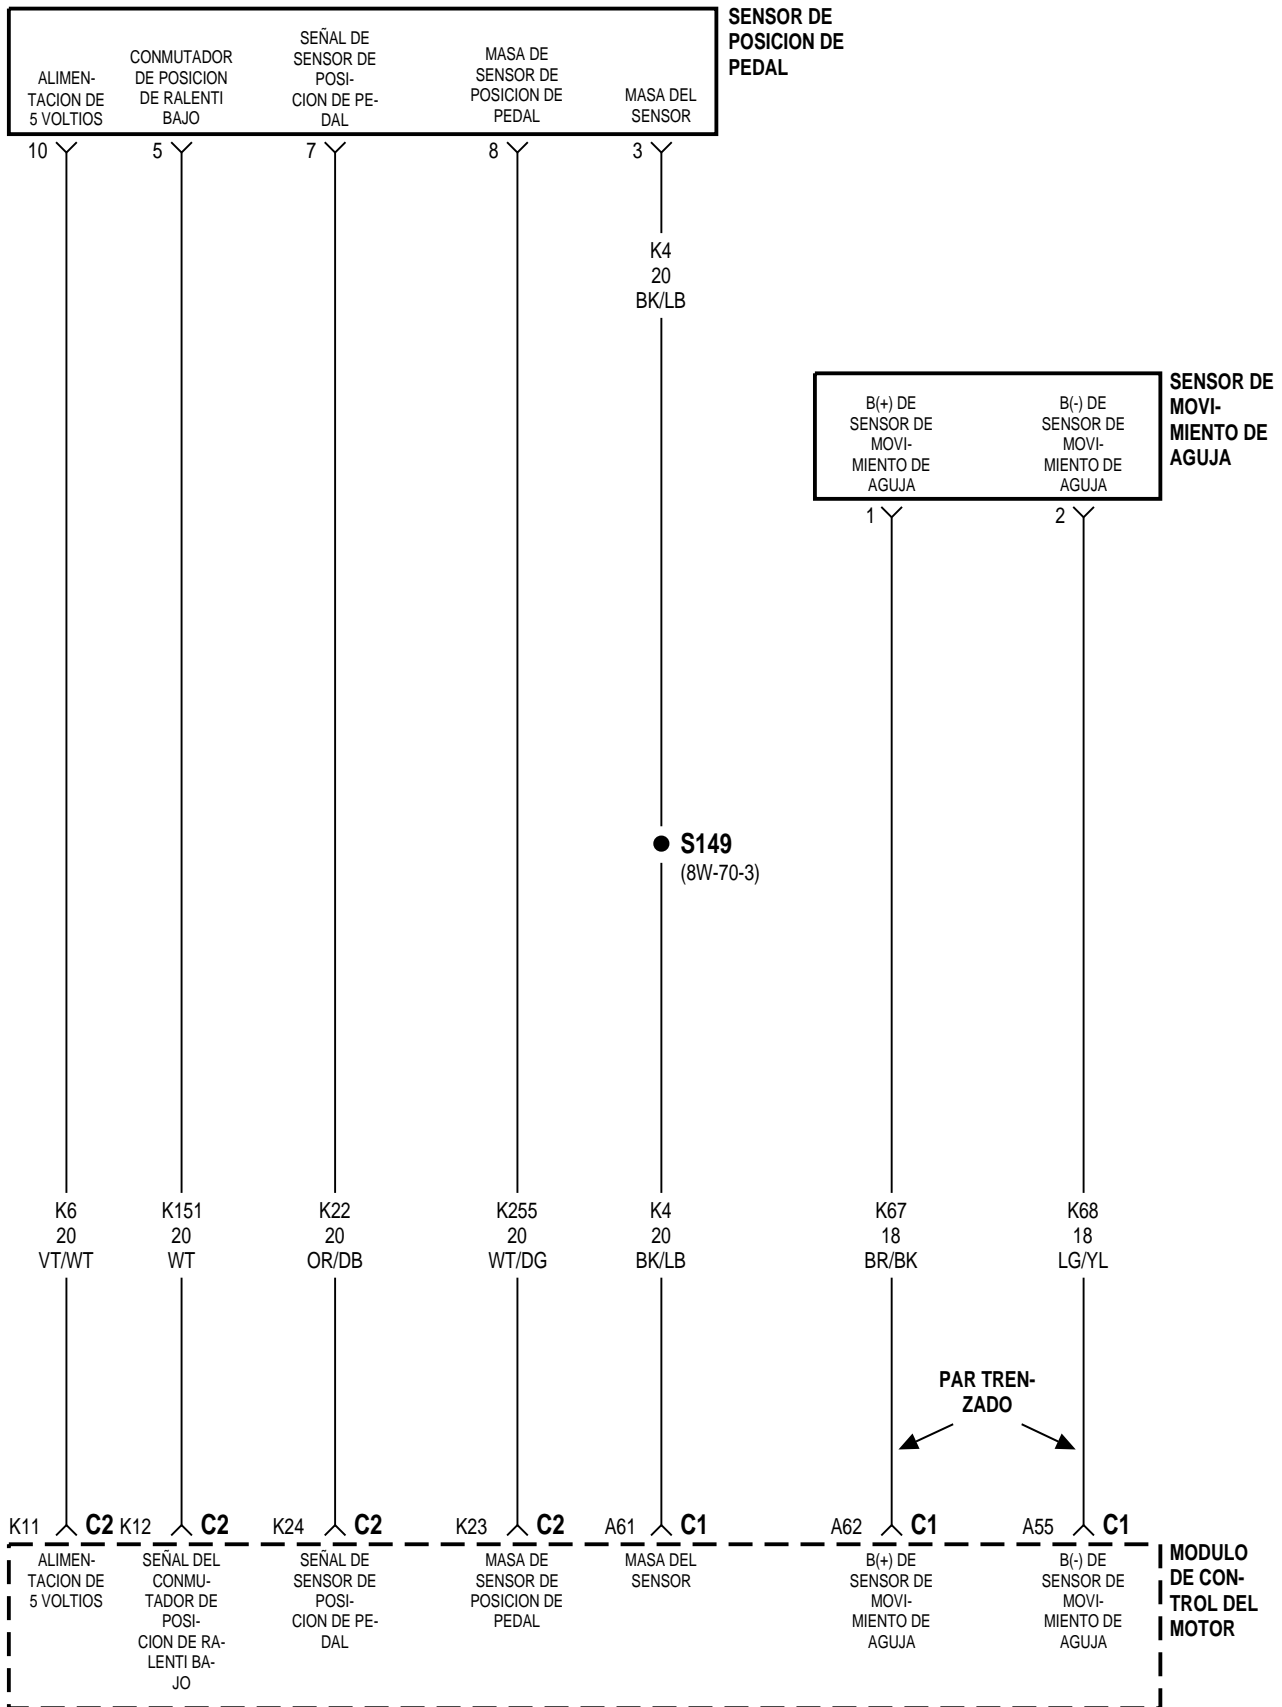 SENSOR DE
POSICION DE
PEDAL
ALIMEN-
TACION DE
5 VOLTIOS
CONMUTADOR
DE POSICION
DE RALENTI
BAJO
SEÑAL DE
SENSOR DE
POSI-
CION DE PE-
DAL
MASA DE
SENSOR DE
POSICION DE
PEDAL
MASA DEL
SENSOR
10
5
7
8
3
K4
20
BK/LB
SENSOR DE
MOVI-
MIENTO DE
AGUJA
B(+) DE
SENSOR DE
MOVI-
MIENTO DE
AGUJA
B(-) DE
SENSOR DE
MOVI-
MIENTO DE
AGUJA
1
2
S149
(8W-70-3)
K6
20
VT/WT
K151
20
WT
K22
20
OR/DB
K255
20
WT/DG
K4
20
BK/LB
K67
18
BR/BK
K68
18
LG/YL
PAR TREN-
ZADO
K11 C2
K12 C2
K24 C2
K23 C2
A61 C1
A62 C1
A55 C1
ALIMEN-
TACION DE
5 VOLTIOS
SEÑAL DEL
CONMU-
TADOR DE
POSI-
CION DE RA-
LENTI BA-
JO
SEÑAL DE
SENSOR DE
POSI-
CION DE PE-
DAL
MASA DE
SENSOR DE
POSICION DE
PEDAL
MASA DEL
SENSOR
B(+) DE
SENSOR DE
MOVI-
MIENTO DE
AGUJA
B(-) DE
SENSOR DE
MOVI-
MIENTO DE
AGUJA
MODULO
DE CON-
TROL DEL
MOTOR